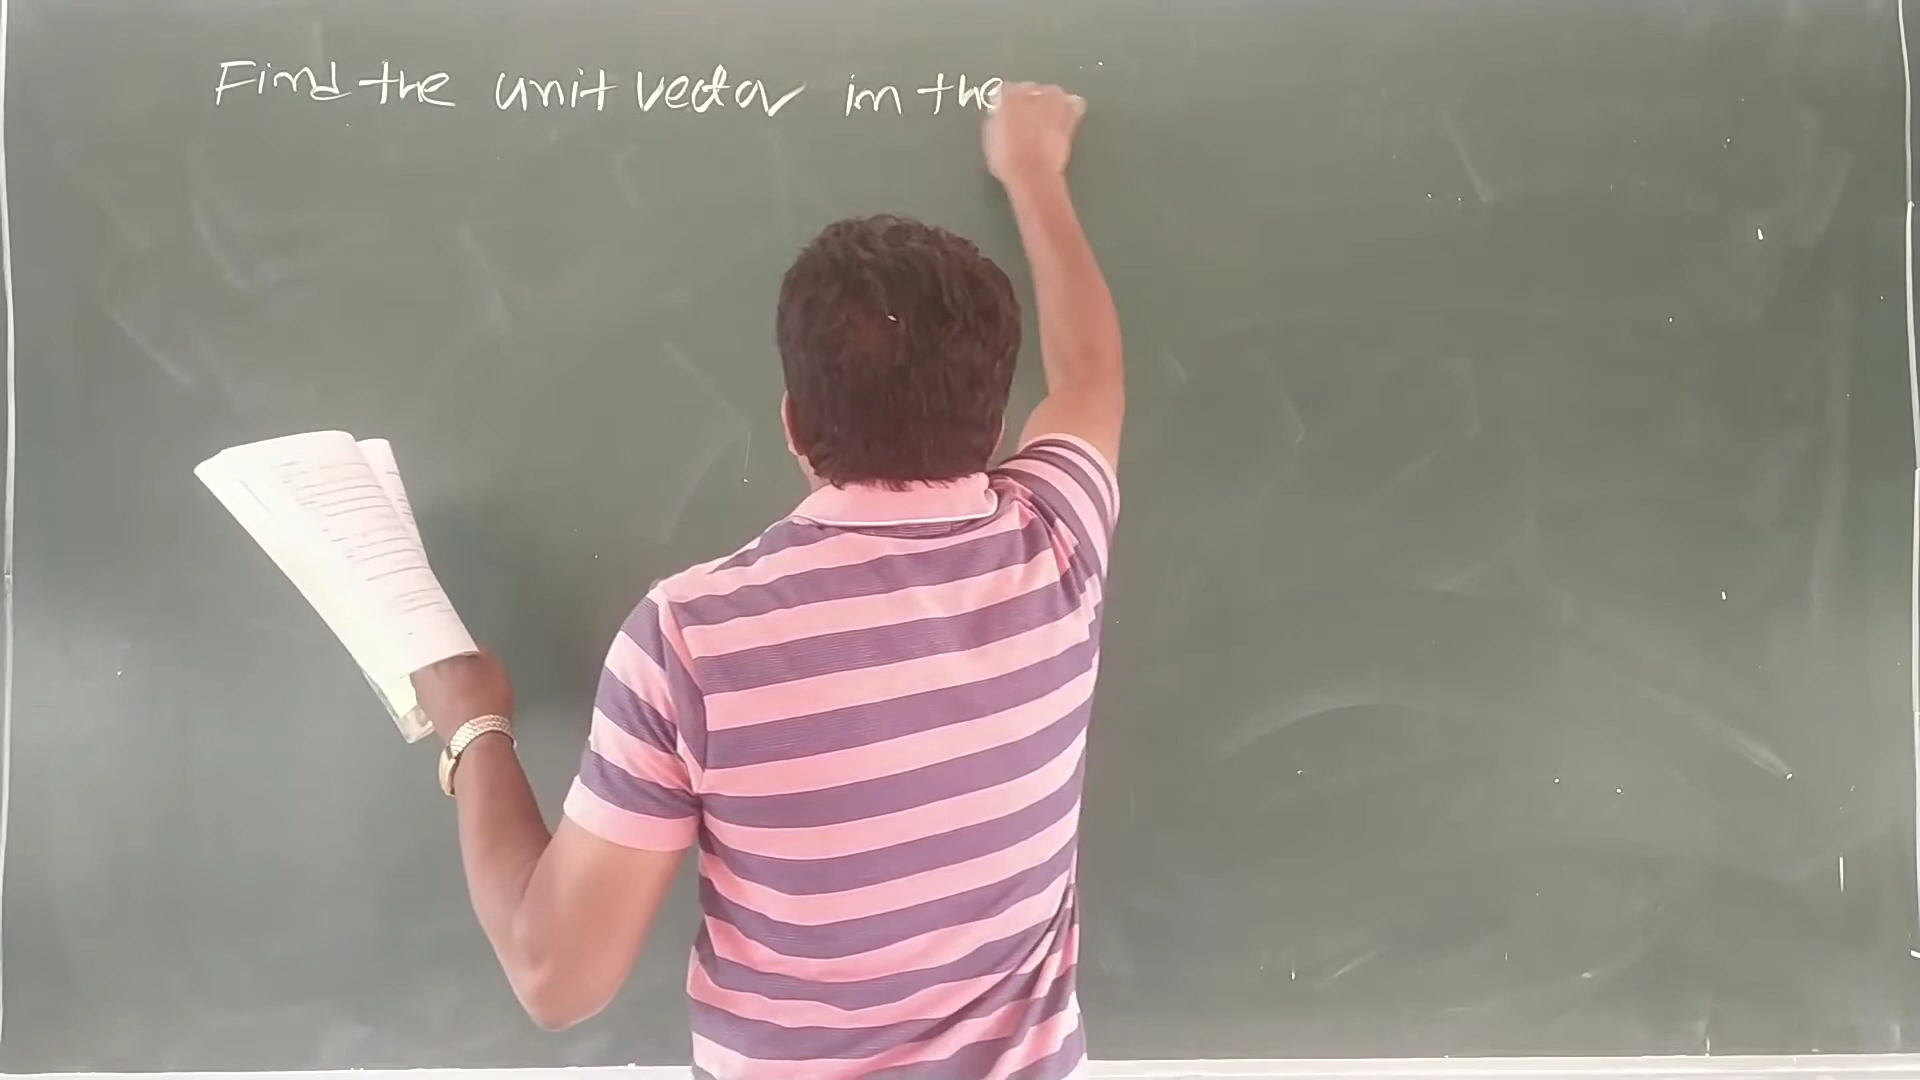 Find the unit vector in the